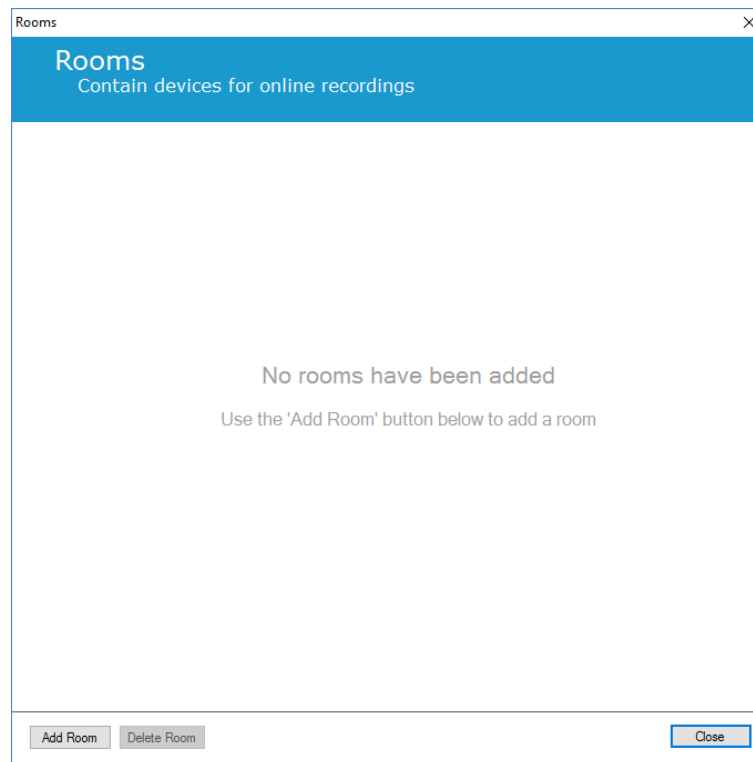 Rooms
Rooms
Contain devices for online recordings
No rooms have been added
Use the 'Add Room' button below to add a room
Add Room Delete Room Close